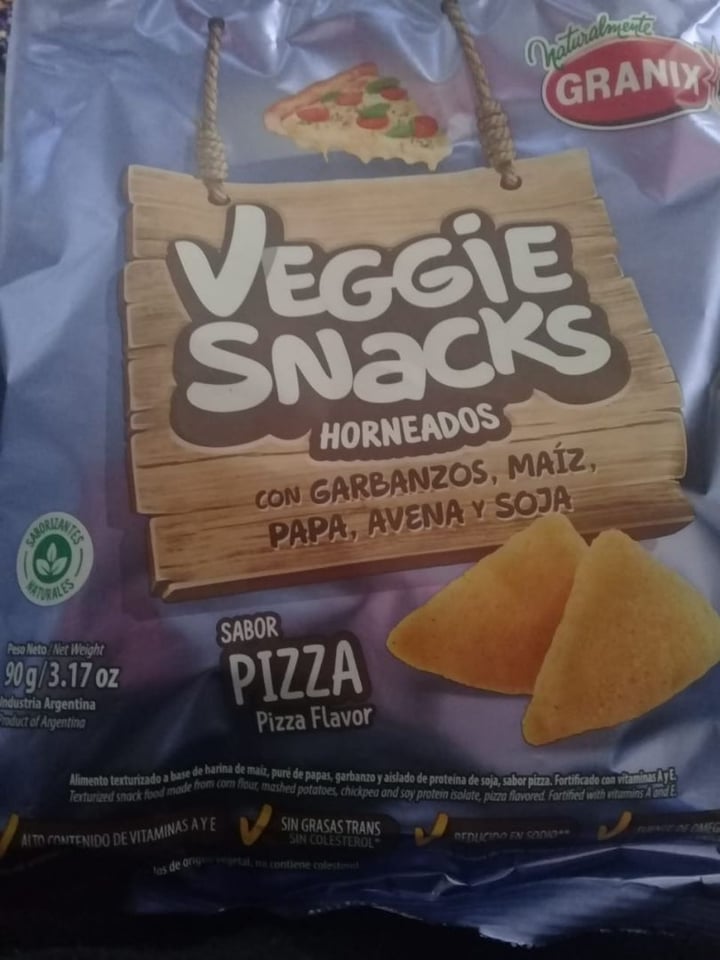 Naturalmente
GRANIX
VEGGIE
SNACKS
HORNEADOS
CON GARBANZOS, MAÍZ,
PAPA, AVENA Y SOJA
SABORIZANTES
NATURALES
SABOR
PIZZA
Pizza Flavor
Peso Neto / Net Weight
90 g/3.17 oz
Industria Argentina
Product of Argentina
Alimento texturizado a base de harina de maíz, puré de papas, garbanzo y aislado de proteína de soja, sabor pizza. Fortificado con vitaminas A y E.
Texturized snack food made from corn flour, mashed potatoes, chickpea and soy protein isolate, pizza flavored. Fortified with vitamins A and E.
ALTO CONTENIDO DE VITAMINAS A Y E
SIN GRASAS TRANS
SIN COLESTEROL*
REDUCIDO EN SODIO**
FUENTE DE OMEG
de origen vegetal, no contiene colesterol